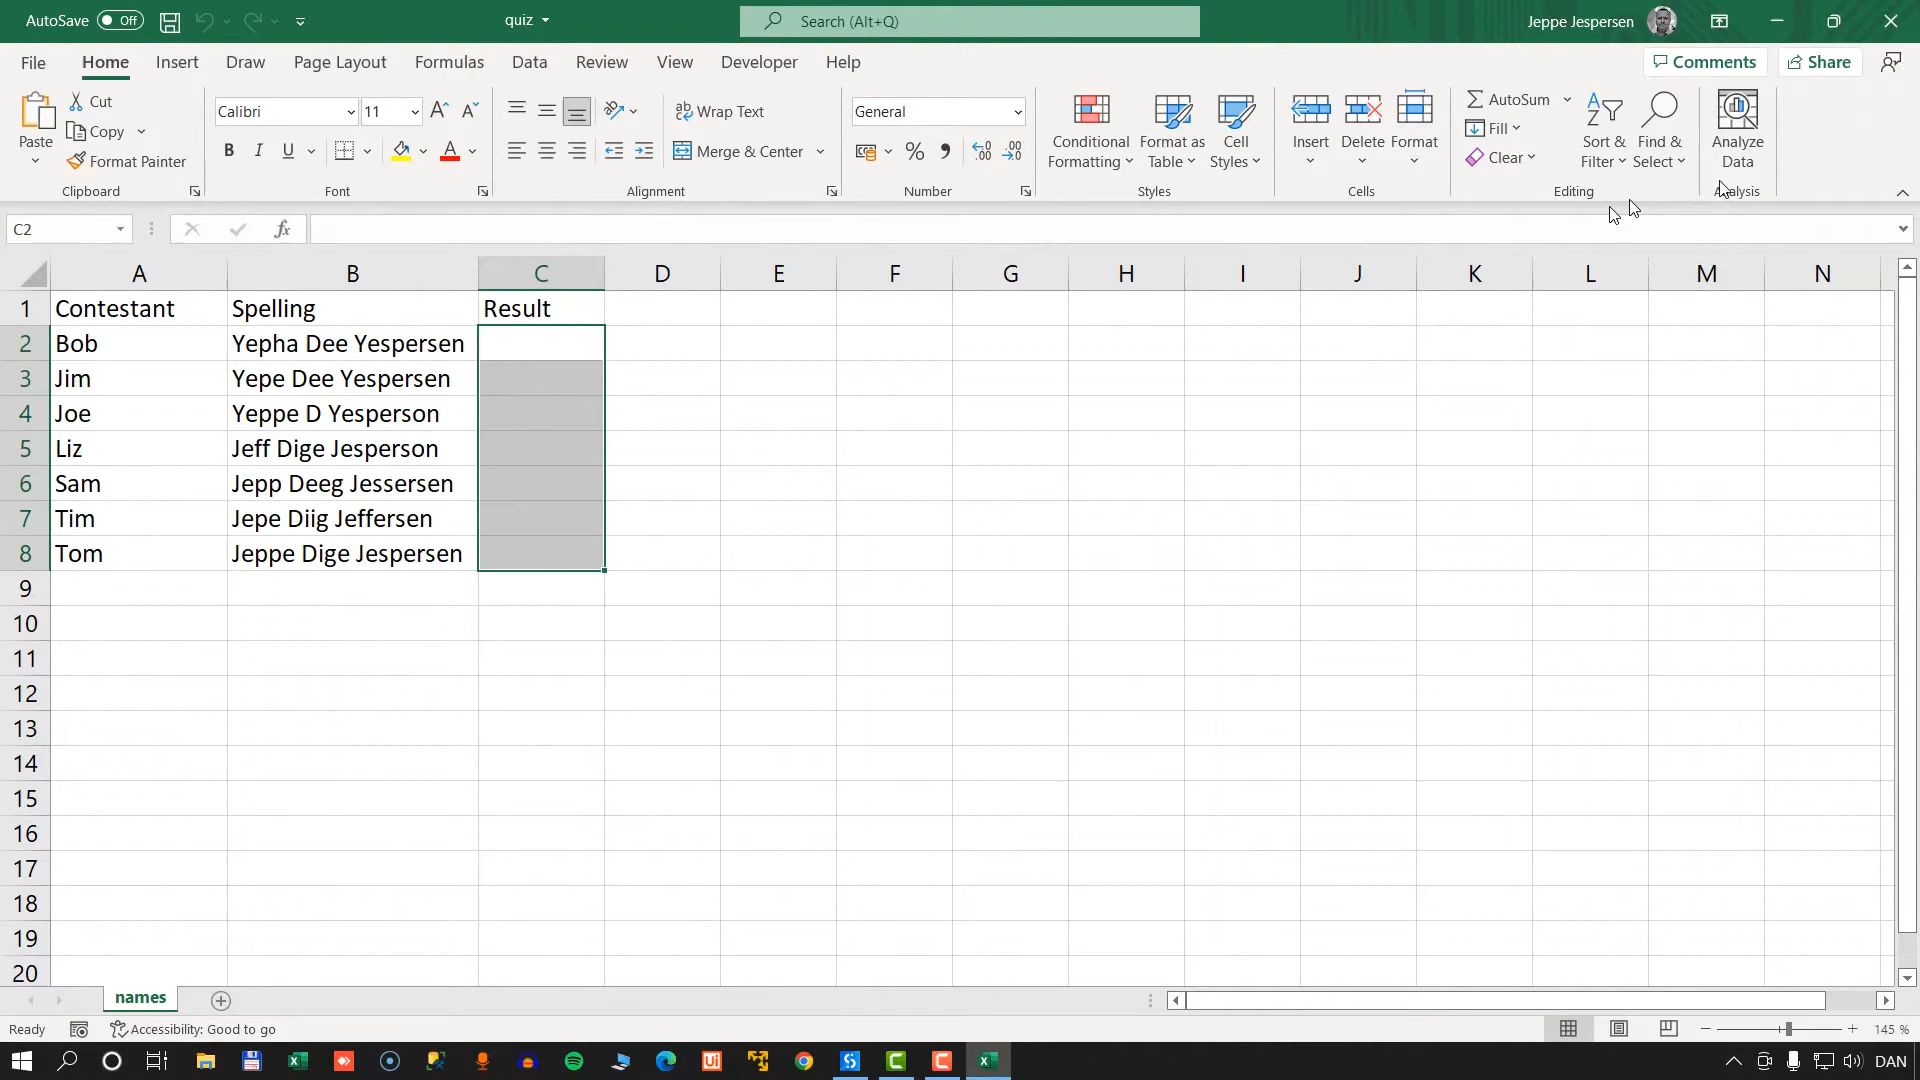 AutoSave Off quiz Search (Alt+Q) Jeppe Jespersen
File Home Insert Draw Page Layout Formulas Data Review View Developer Help Comments Share
Cut
Copy
Format Painter
Paste
Clipboard
Calibri 11
B I U A
Font
Wrap Text
Merge & Center
Alignment
General
% 00
Number
Conditional Formatting
Format as Table
Cell Styles
Styles
Insert Delete Format
Cells
AutoSum
Fill
Clear
Sort & Filter
Find & Select
Editing
Analyze Data
C2 fx
A B C D E F G H I J K L M N
1 Contestant Spelling Result
2 Bob Yepha Dee Yespersen
3 Jim Yepe Dee Yespersen
4 Joe Yeppe D Yesperson
5 Liz Jeff Dige Jesperson
6 Sam Jepp Deeg Jessersen
7 Tim Jepe Diig Jeffersen
8 Tom Jeppe Dige Jespersen
9
10
11
12
13
14
15
16
17
18
19
20
names
Ready Accessibility: Good to go 145 %
DAN